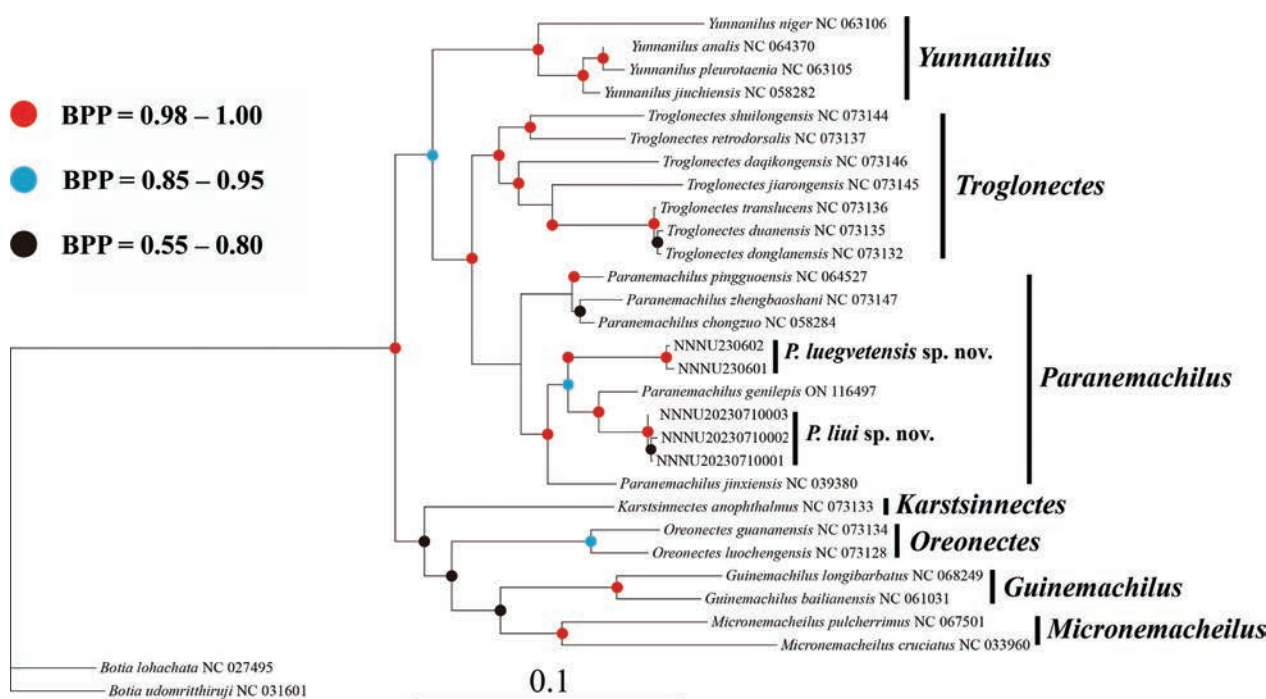 BPP = 0.98 – 1.00
BPP = 0.85 – 0.95
BPP = 0.55 – 0.80
Yunnanilus niger NC 063106
Yunnanilus analis NC 064370
Yunnanilus pleurotaenia NC 063105
Yunnanilus jiuchiensis NC 058282
Yunnanilus
Troglonectes shuilongensis NC 073144
Troglonectes retrodorsalis NC 073137
Troglonectes daqikongensis NC 073146
Troglonectes jiarongensis NC 073145
Troglonectes translucens NC 073136
Troglonectes duanensis NC 073135
Troglonectes donglanensis NC 073132
Troglonectes
Paranemachilus pingguoensis NC 064527
Paranemachilus zhengbaoshani NC 073147
Paranemachilus chongzuo NC 058284
NNNU230602
NNNU230601
P. luegvetensis sp. nov.
Paranemachilus genilepis ON 116497
NNNU20230710003
NNNU20230710002
NNNU20230710001
P. liui sp. nov.
Paranemachilus jinxiensis NC 039380
Paranemachilus
Karstsinnectes anophthalmus NC 073133
Karstsinnectes
Oreonectes guananensis NC 073134
Oreonectes luochengensis NC 073128
Oreonectes
Guinemachilus longibarbatus NC 068249
Guinemachilus bailianensis NC 061031
Guinemachilus
Micronemacheilus pulcherrimus NC 067501
Micronemacheilus cruciatus NC 033960
Micronemacheilus
Botia lohachata NC 027495
Botia udomritthiruji NC 031601
0.1